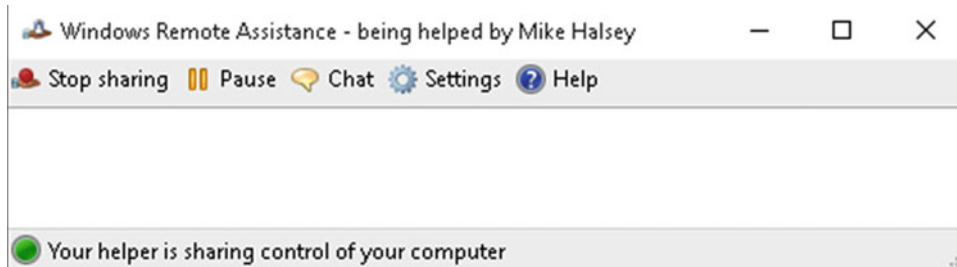 Windows Remote Assistance - being helped by Mike Halsey
Stop sharing Pause Chat Settings Help
Your helper is sharing control of your computer